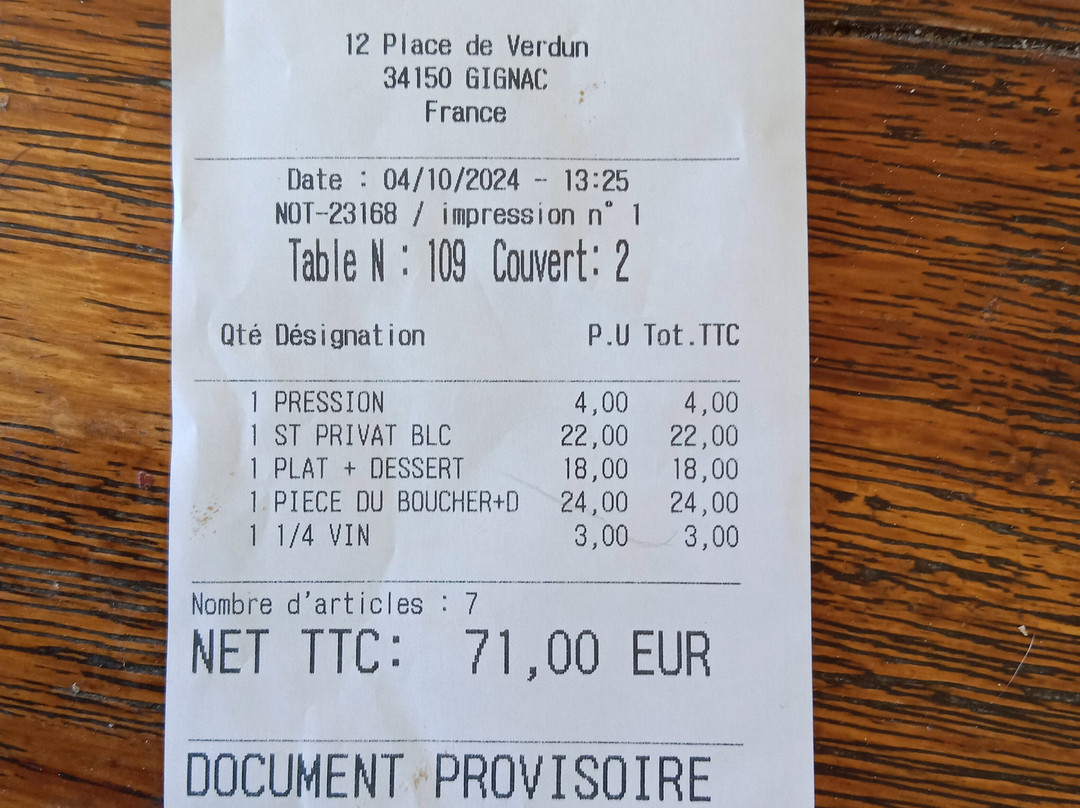 12 Place de Verdun
34150 GIGNAC
France
Date : 04/10/2024 - 13:25
NOT-23168 / impression n° 1
Table N : 109 Couvert: 2
Qté Désignation P.U Tot.TTC
1 PRESSION 4,00 4,00
1 ST PRIVAT BLC 22,00 22,00
1 PLAT + DESSERT 18,00 18,00
1 PIECE DU BOUCHER+D 24,00 24,00
1 1/4 VIN 3,00 3,00
Nombre d'articles : 7
NET TTC: 71,00 EUR
DOCUMENT PROVISOIRE